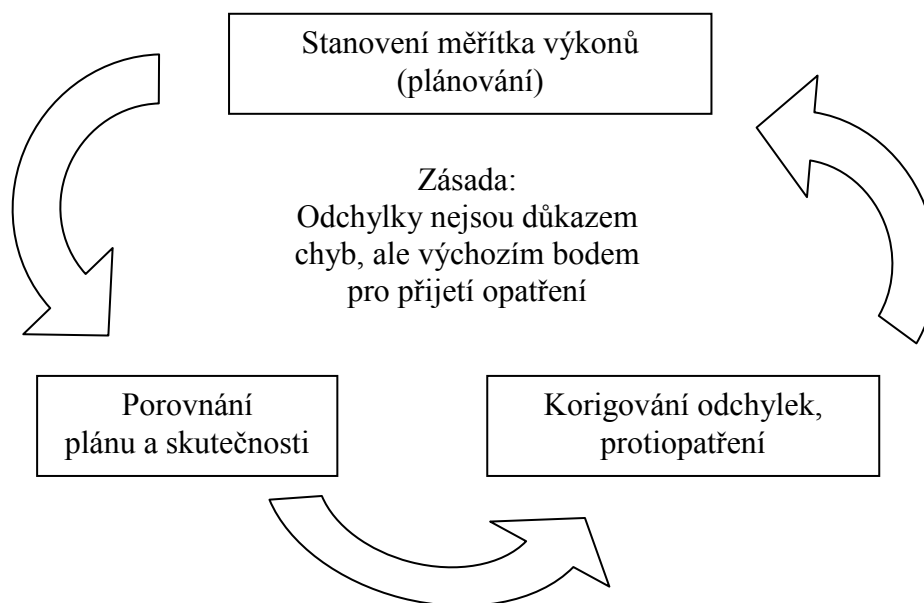 Stanovení měřítka výkonů
(plánování)
Zásada:
Odchylky nejsou důkazem
chyb, ale výchozím bodem
pro přijetí opatření
Porovnání
plánu a skutečnosti
Korigování odchylek,
protiopatření